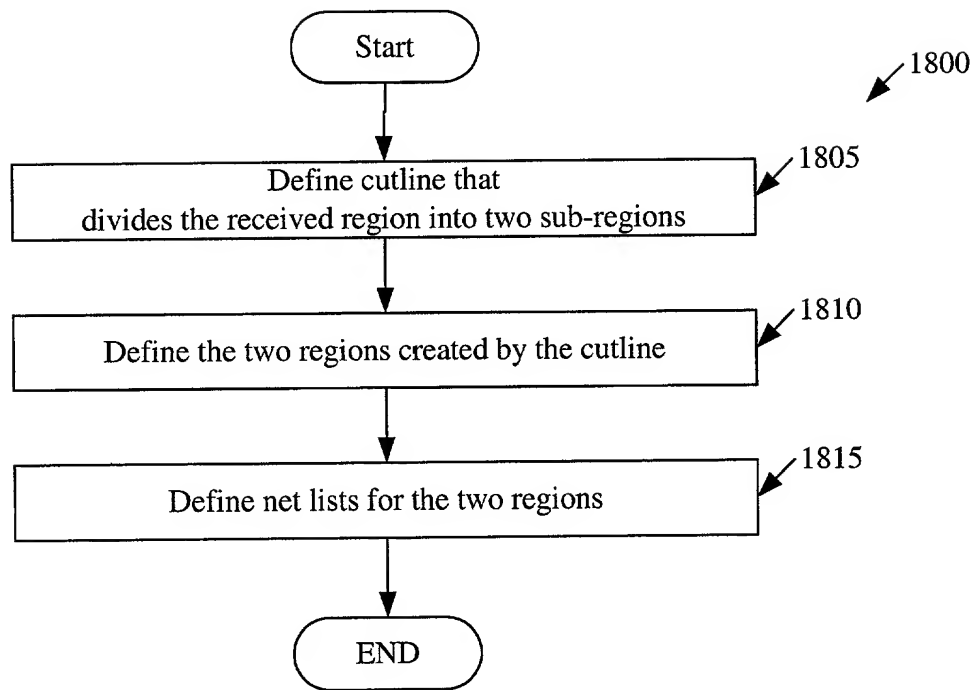 Start
1800
1805
Define cutline that
divides the received region into two sub-regions
1810
Define the two regions created by the cutline
1815
Define net lists for the two regions
END